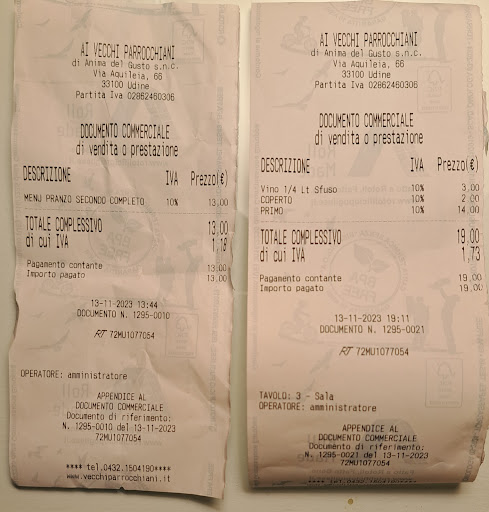 AI VECCHI PARROCCHIANI
di Anima del Gusto s.n.c.
Via Aquileia, 66
33100 Udine
Partita Iva 02862460306
DOCUMENTO COMMERCIALE
di vendita o prestazione
DESCRIZIONE IVA Prezzo(€)
MENU PRANZO SECONDO COMPLETO 10% 13,00
TOTALE COMPLESSIVO 13,00
di cui IVA 1,18
Pagamento contante 13,00
Importo pagato 13,00
13-11-2023 13:44
DOCUMENTO N. 1295-0010
RT 72MU1077054
OPERATORE: amministratore
APPENDICE AL
DOCUMENTO COMMERCIALE
Documento di riferimento:
N. 1295-0010 del 13-11-2023
72MU1077054
**** tel.0432.1504190****
www.vecchiparrocchiani.it
AI VECCHI PARROCCHIANI
di Anima del Gusto s.n.c.
Via Aquileia, 66
33100 Udine
Partita Iva 02862460306
DOCUMENTO COMMERCIALE
di vendita o prestazione
DESCRIZIONE IVA Prezzo(€)
Vino 1/4 Lt Sfuso 10% 3,00
COPERTO 10% 2,00
PRIMO 10% 14,00
TOTALE COMPLESSIVO 19,00
di cui IVA 1,73
Pagamento contante 19,00
Importo pagato 19,00
13-11-2023 19:11
DOCUMENTO N. 1295-0021
RT 72MU1077054
TAVOLO: 3 - Sala
OPERATORE: amministratore
APPENDICE AL
DOCUMENTO COMMERCIALE
Documento di riferimento:
N. 1295-0021 del 13-11-2023
72MU1077054